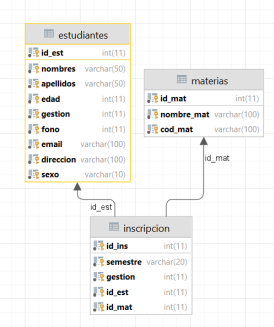 estudiantes
id_est int(11)
nombres varchar(50)
apellidos varchar(50)
edad int(11)
gestion int(11)
fono int(11)
email varchar(100)
direccion varchar(100)
sexo varchar(10)
materias
id_mat int(11)
nombre_mat varchar(100)
cod_mat varchar(100)
id_mat
id_est
inscripcion
id_ins int(11)
semestre varchar(20)
gestion int(11)
id_est int(11)
id_mat int(11)